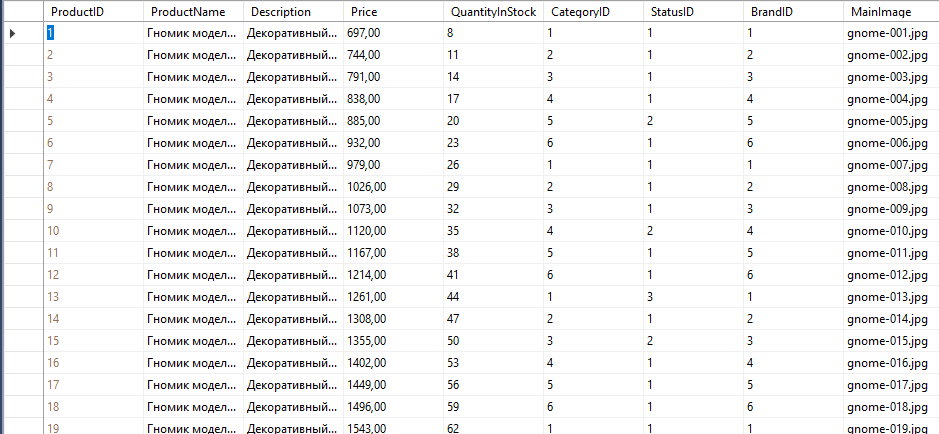 ProductID ProductName Description Price QuantityInStock CategoryID StatusID BrandID MainImage
1 Гномик модел... Декоративный... 697,00 8 1 1 1 gnome-001.jpg
2 Гномик модел... Декоративный... 744,00 11 2 1 2 gnome-002.jpg
3 Гномик модел... Декоративный... 791,00 14 3 1 3 gnome-003.jpg
4 Гномик модел... Декоративный... 838,00 17 4 1 4 gnome-004.jpg
5 Гномик модел... Декоративный... 885,00 20 5 2 5 gnome-005.jpg
6 Гномик модел... Декоративный... 932,00 23 6 1 6 gnome-006.jpg
7 Гномик модел... Декоративный... 979,00 26 1 1 1 gnome-007.jpg
8 Гномик модел... Декоративный... 1026,00 29 2 1 2 gnome-008.jpg
9 Гномик модел... Декоративный... 1073,00 32 3 1 3 gnome-009.jpg
10 Гномик модел... Декоративный... 1120,00 35 4 2 4 gnome-010.jpg
11 Гномик модел... Декоративный... 1167,00 38 5 1 5 gnome-011.jpg
12 Гномик модел... Декоративный... 1214,00 41 6 1 6 gnome-012.jpg
13 Гномик модел... Декоративный... 1261,00 44 1 3 1 gnome-013.jpg
14 Гномик модел... Декоративный... 1308,00 47 2 1 2 gnome-014.jpg
15 Гномик модел... Декоративный... 1355,00 50 3 2 3 gnome-015.jpg
16 Гномик модел... Декоративный... 1402,00 53 4 1 4 gnome-016.jpg
17 Гномик модел... Декоративный... 1449,00 56 5 1 5 gnome-017.jpg
18 Гномик модел... Декоративный... 1496,00 59 6 1 6 gnome-018.jpg
19 Гномик модел... Декоративный... 1543,00 62 1 1 1 gnome-019.jpg